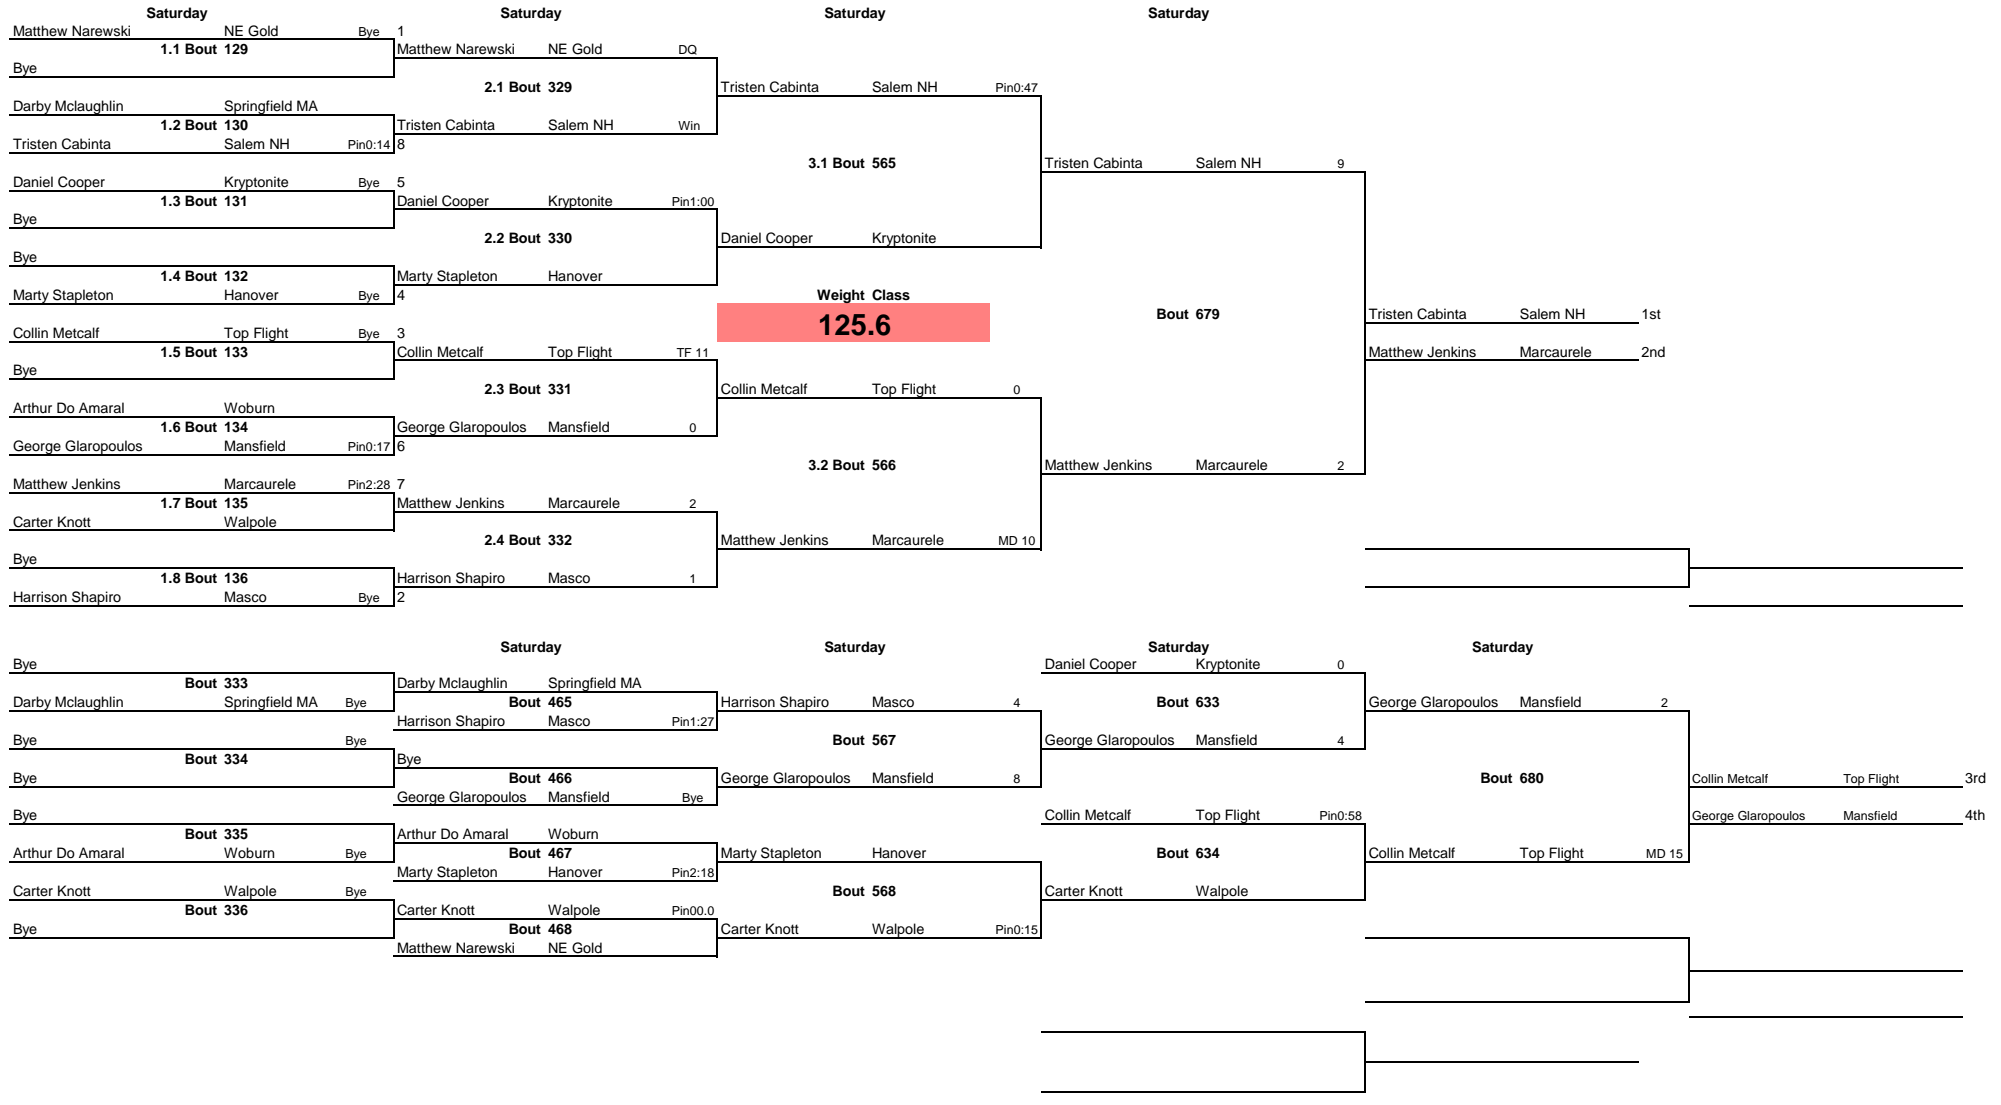 Saturday Saturday Saturday Saturday
Matthew Narewski NE Gold Bye 1
1.1 Bout 129 Matthew Narewski NE Gold DQ
Bye
2.1 Bout 329 Tristen Cabinta Salem NH Pin0:47
Darby Mclaughlin Springfield MA
1.2 Bout 130 Tristen Cabinta Salem NH Win
Tristen Cabinta Salem NH Pin0:14 8
3.1 Bout 565 Tristen Cabinta Salem NH 9
Daniel Cooper Kryptonite Bye 5
1.3 Bout 131 Daniel Cooper Kryptonite Pin1:00
Bye
2.2 Bout 330 Daniel Cooper Kryptonite
Bye
1.4 Bout 132 Marty Stapleton Hanover
Marty Stapleton Hanover Bye 4 Weight Class
125.6 Bout 679 Tristen Cabinta Salem NH 1st
Collin Metcalf Top Flight Bye 3
1.5 Bout 133 Collin Metcalf Top Flight TF 11 Matthew Jenkins Marcaurele 2nd
Bye
2.3 Bout 331 Collin Metcalf Top Flight 0
Arthur Do Amaral Woburn
1.6 Bout 134 George Glaropoulos Mansfield 0
George Glaropoulos Mansfield Pin0:17 6
3.2 Bout 566 Matthew Jenkins Marcaurele 2
Matthew Jenkins Marcaurele Pin2:28 7
1.7 Bout 135 Matthew Jenkins Marcaurele 2
Carter Knott Walpole
2.4 Bout 332 Matthew Jenkins Marcaurele MD 10
Bye
1.8 Bout 136 Harrison Shapiro Masco 1
Harrison Shapiro Masco Bye 2
Saturday Saturday Saturday Saturday
Bye Daniel Cooper Kryptonite 0
Bout 333 Darby Mclaughlin Springfield MA
Darby Mclaughlin Springfield MA Bye Bout 465 Harrison Shapiro Masco 4 Bout 633 George Glaropoulos Mansfield 2
Harrison Shapiro Masco Pin1:27
Bye Bye Bout 567 George Glaropoulos Mansfield 4
Bout 334 Bye
Bye Bout 466 George Glaropoulos Mansfield 8 Bout 680 Collin Metcalf Top Flight 3rd
George Glaropoulos Mansfield Bye
Bye Collin Metcalf Top Flight Pin0:58 George Glaropoulos Mansfield 4th
Bout 335 Arthur Do Amaral Woburn
Arthur Do Amaral Woburn Bye Bout 467 Marty Stapleton Hanover Bout 634 Collin Metcalf Top Flight MD 15
Marty Stapleton Hanover Pin2:18
Carter Knott Walpole Bye Bout 568 Carter Knott Walpole
Bout 336 Carter Knott Walpole Pin00.0
Bye Bout 468 Carter Knott Walpole Pin0:15
Matthew Narewski NE Gold